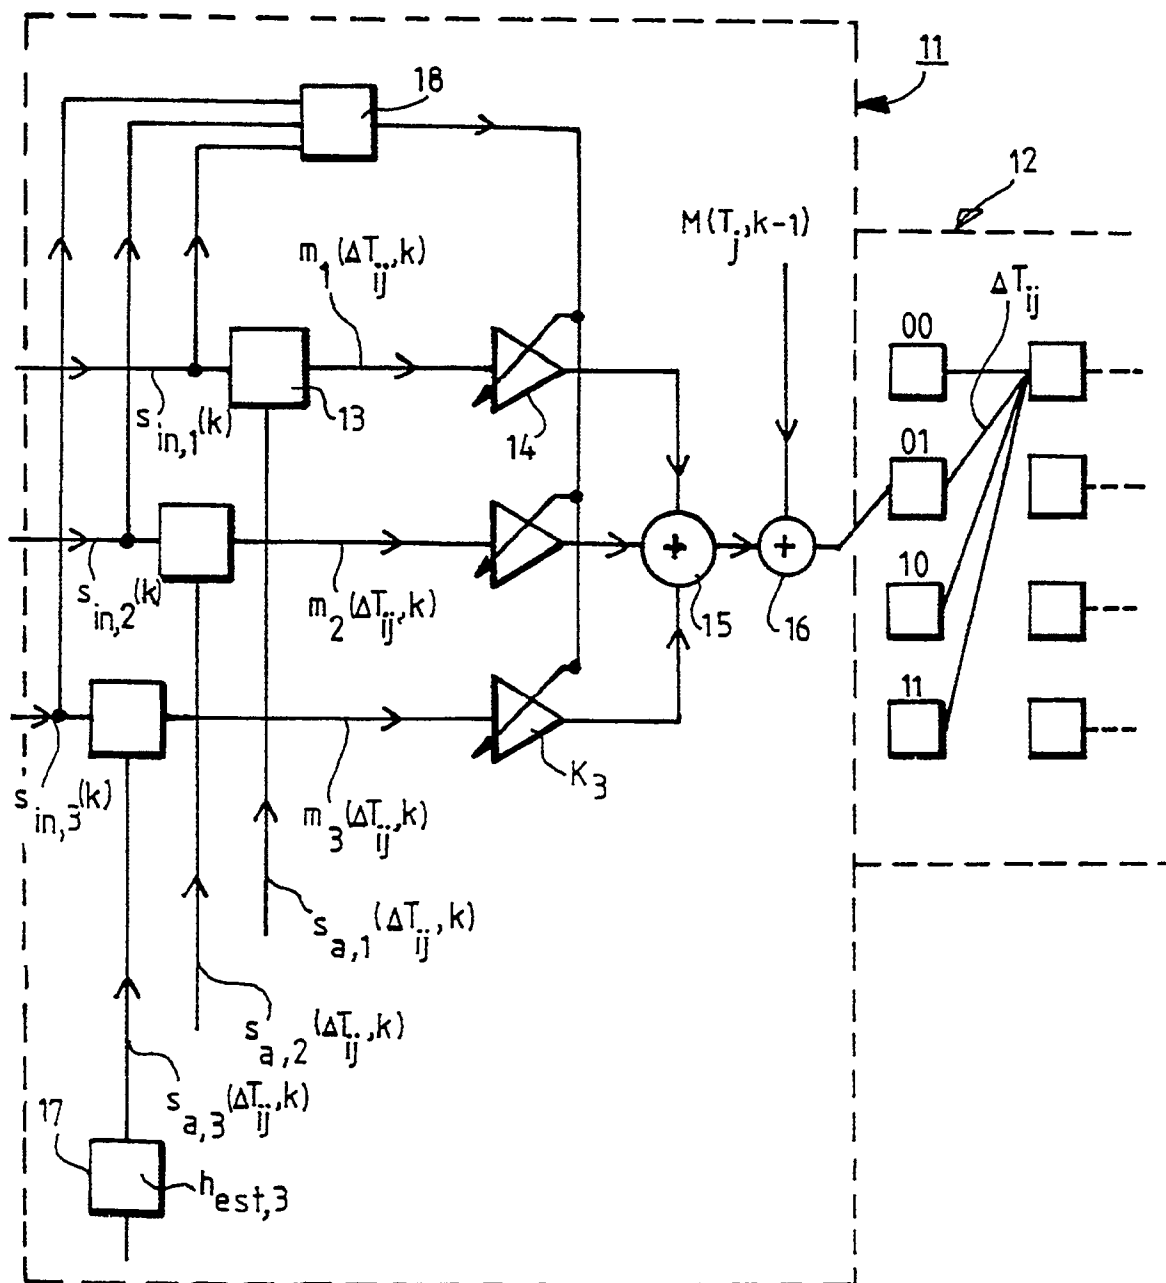 11
18
12
M(T_j,k-1)
m_1(ΔT_ij,k)
ΔT_ij
00
s_in,1(k)
13
14
01
s_in,2(k)
m_2(ΔT_ij,k)
15
16
10
11
s_in,3(k)
m_3(ΔT_ij,k)
K_3
s_a,1(ΔT_ij,k)
s_a,2(ΔT_ij,k)
s_a,3(ΔT_ij,k)
17
h_est,3
+
+